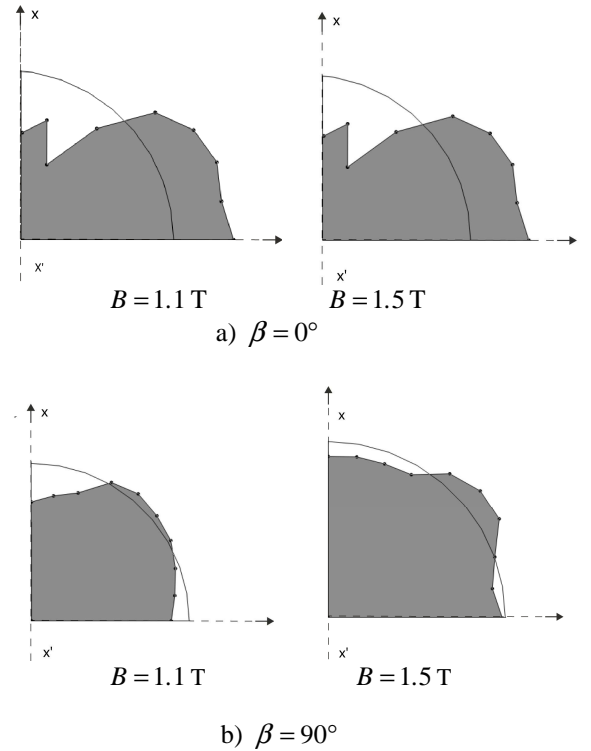 x x
x' x'
B = 1.1 T B = 1.5 T
a) β = 0°
x x
x' x'
B = 1.1 T B = 1.5 T
b) β = 90°